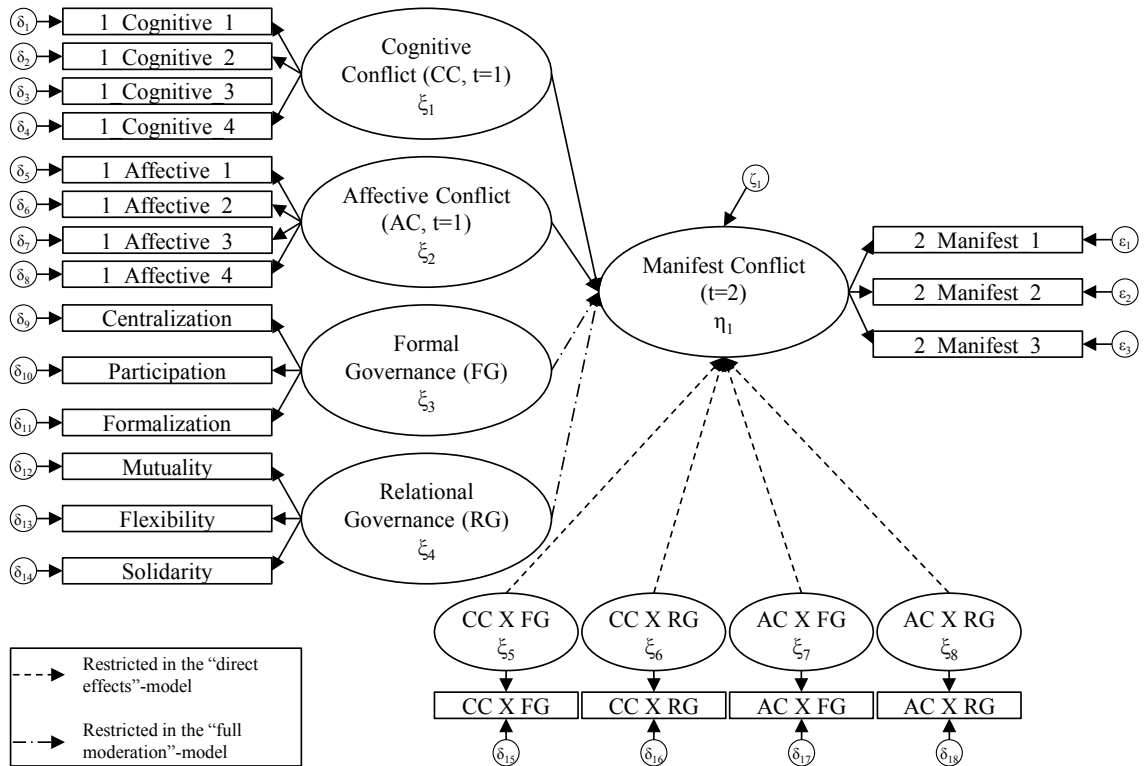 δ1
1_Cognitive_1
δ2
1_Cognitive_2
δ3
1_Cognitive_3
δ4
1_Cognitive_4
Cognitive
Conflict (CC, t=1)
ξ1
δ5
1_Affective_1
δ6
1_Affective_2
δ7
1_Affective_3
δ8
1_Affective_4
Affective Conflict
(AC, t=1)
ξ2
δ9
Centralization
δ10
Participation
δ11
Formalization
Formal
Governance (FG)
ξ3
δ12
Mutuality
δ13
Flexibility
δ14
Solidarity
Relational
Governance (RG)
ξ4
ζ1
Manifest Conflict
(t=2)
η1
2_Manifest_1
ε1
2_Manifest_2
ε2
2_Manifest_3
ε3
CC X FG
ξ5
CC X RG
ξ6
AC X FG
ξ7
AC X RG
ξ8
CC X FG
CC X RG
AC X FG
AC X RG
δ15
δ16
δ17
δ18
Restricted in the “direct
effects”-model
Restricted in the “full
moderation”-model